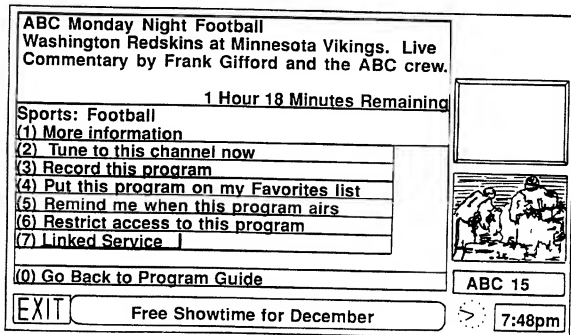 ABC Monday Night Football
Washington Redskins at Minnesota Vikings. Live
Commentary by Frank Gifford and the ABC crew.
1 Hour 18 Minutes Remaining
Sports: Football
(1) More information
(2) Tune to this channel now
(3) Record this program
(4) Put this program on my Favorites list
(5) Remind me when this program airs
(6) Restrict access to this program
(7) Linked Service
(0) Go Back to Program Guide
ABC 15
EXIT Free Showtime for December 7:48pm